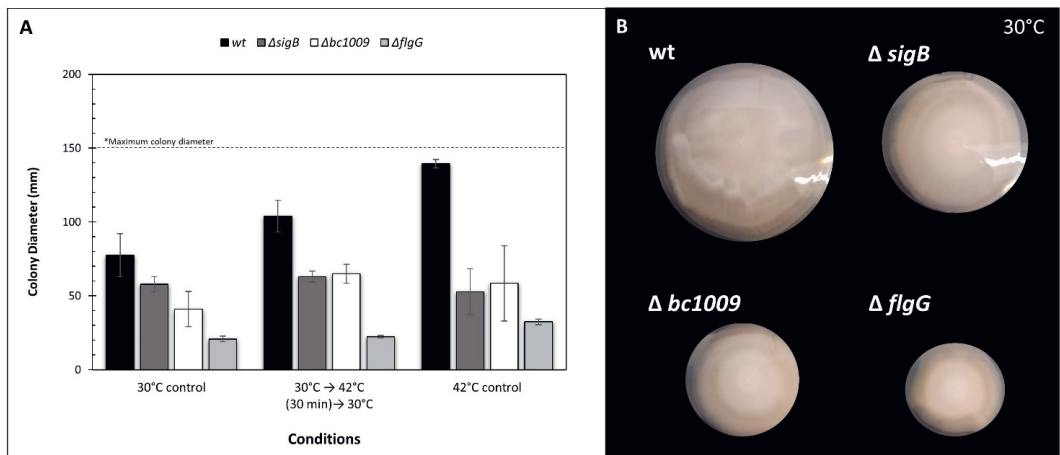 A
wt ΔsigB Δbc1009 ΔflgG
200
150
100
50
0
Colony Diameter (mm)
*Maximum colony diameter
30°C control
30°C → 42°C
(30 min)→ 30°C
42°C control
Conditions
B
30°C
wt
Δ sigB
Δ bc1009
Δ flgG